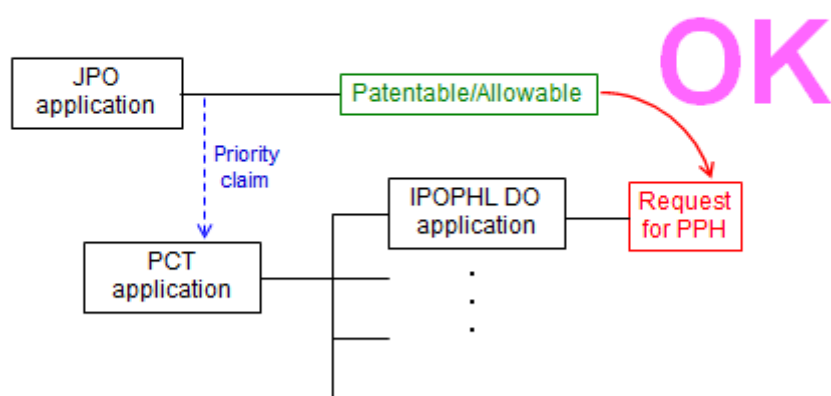 OK
JPO
application
Patentable/Allowable
Priority
claim
IPOPHL DO
application
Request
for PPH
PCT
application